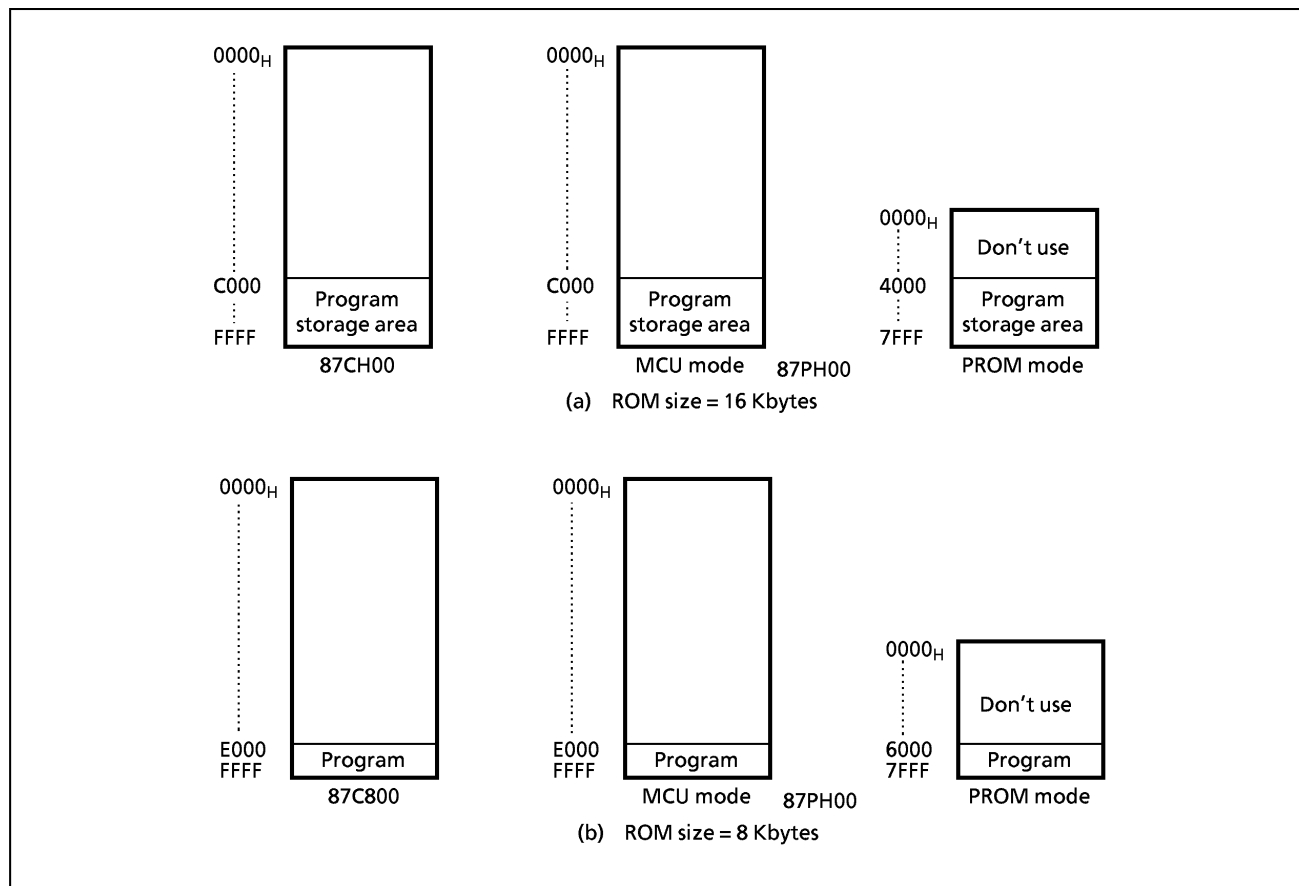 0000H
C000
FFFF
Program
storage area
87CH00
0000H
C000
FFFF
Program
storage area
MCU mode
87PH00
0000H
Don't use
4000
7FFF
Program
storage area
PROM mode
(a) ROM size = 16 Kbytes
0000H
E000
FFFF
Program
87C800
0000H
E000
FFFF
Program
MCU mode
87PH00
0000H
Don't use
6000
7FFF
Program
PROM mode
(b) ROM size = 8 Kbytes